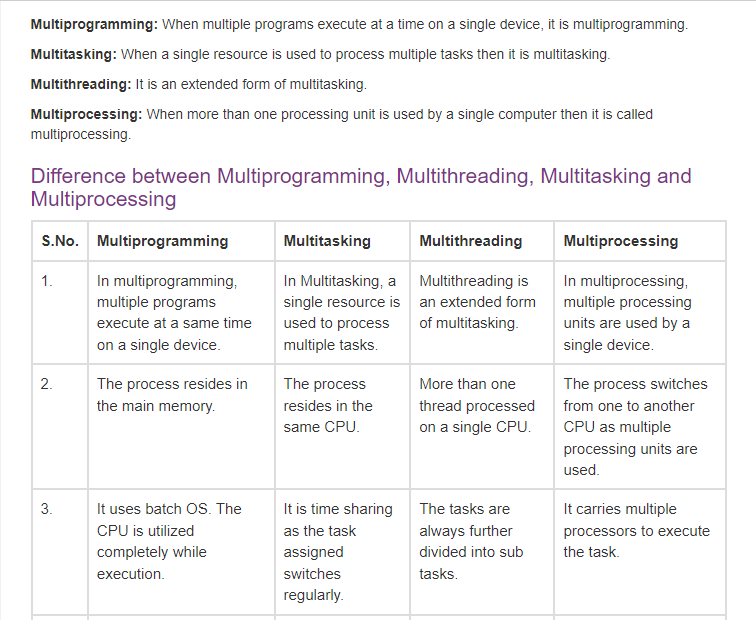 Multiprogramming: When multiple programs execute at a time on a single device, it is multiprogramming.
Multitasking: When a single resource is used to process multiple tasks then it is multitasking.
Multithreading: It is an extended form of multitasking.
Multiprocessing: When more than one processing unit is used by a single computer then it is called
multiprocessing.
Difference between Multiprogramming, Multithreading, Multitasking and
Multiprocessing
S.No. Multiprogramming Multitasking Multithreading Multiprocessing
1.
In multiprogramming,
multiple programs
execute at a same time
on a single device.
In Multitasking, a
single resource is
used to process
multiple tasks.
Multithreading is
an extended form
of multitasking.
In multiprocessing,
multiple processing
units are used by a
single device.
2.
The process resides in
the main memory.
The process
resides in the
same CPU.
More than one
thread processed
on a single CPU.
The process switches
from one to another
CPU as multiple
processing units are
used.
3.
It uses batch OS. The
CPU is utilized
completely while
execution.
It is time sharing
as the task
assigned
switches
regularly.
The tasks are
always further
divided into sub
tasks.
It carries multiple
processors to execute
the task.